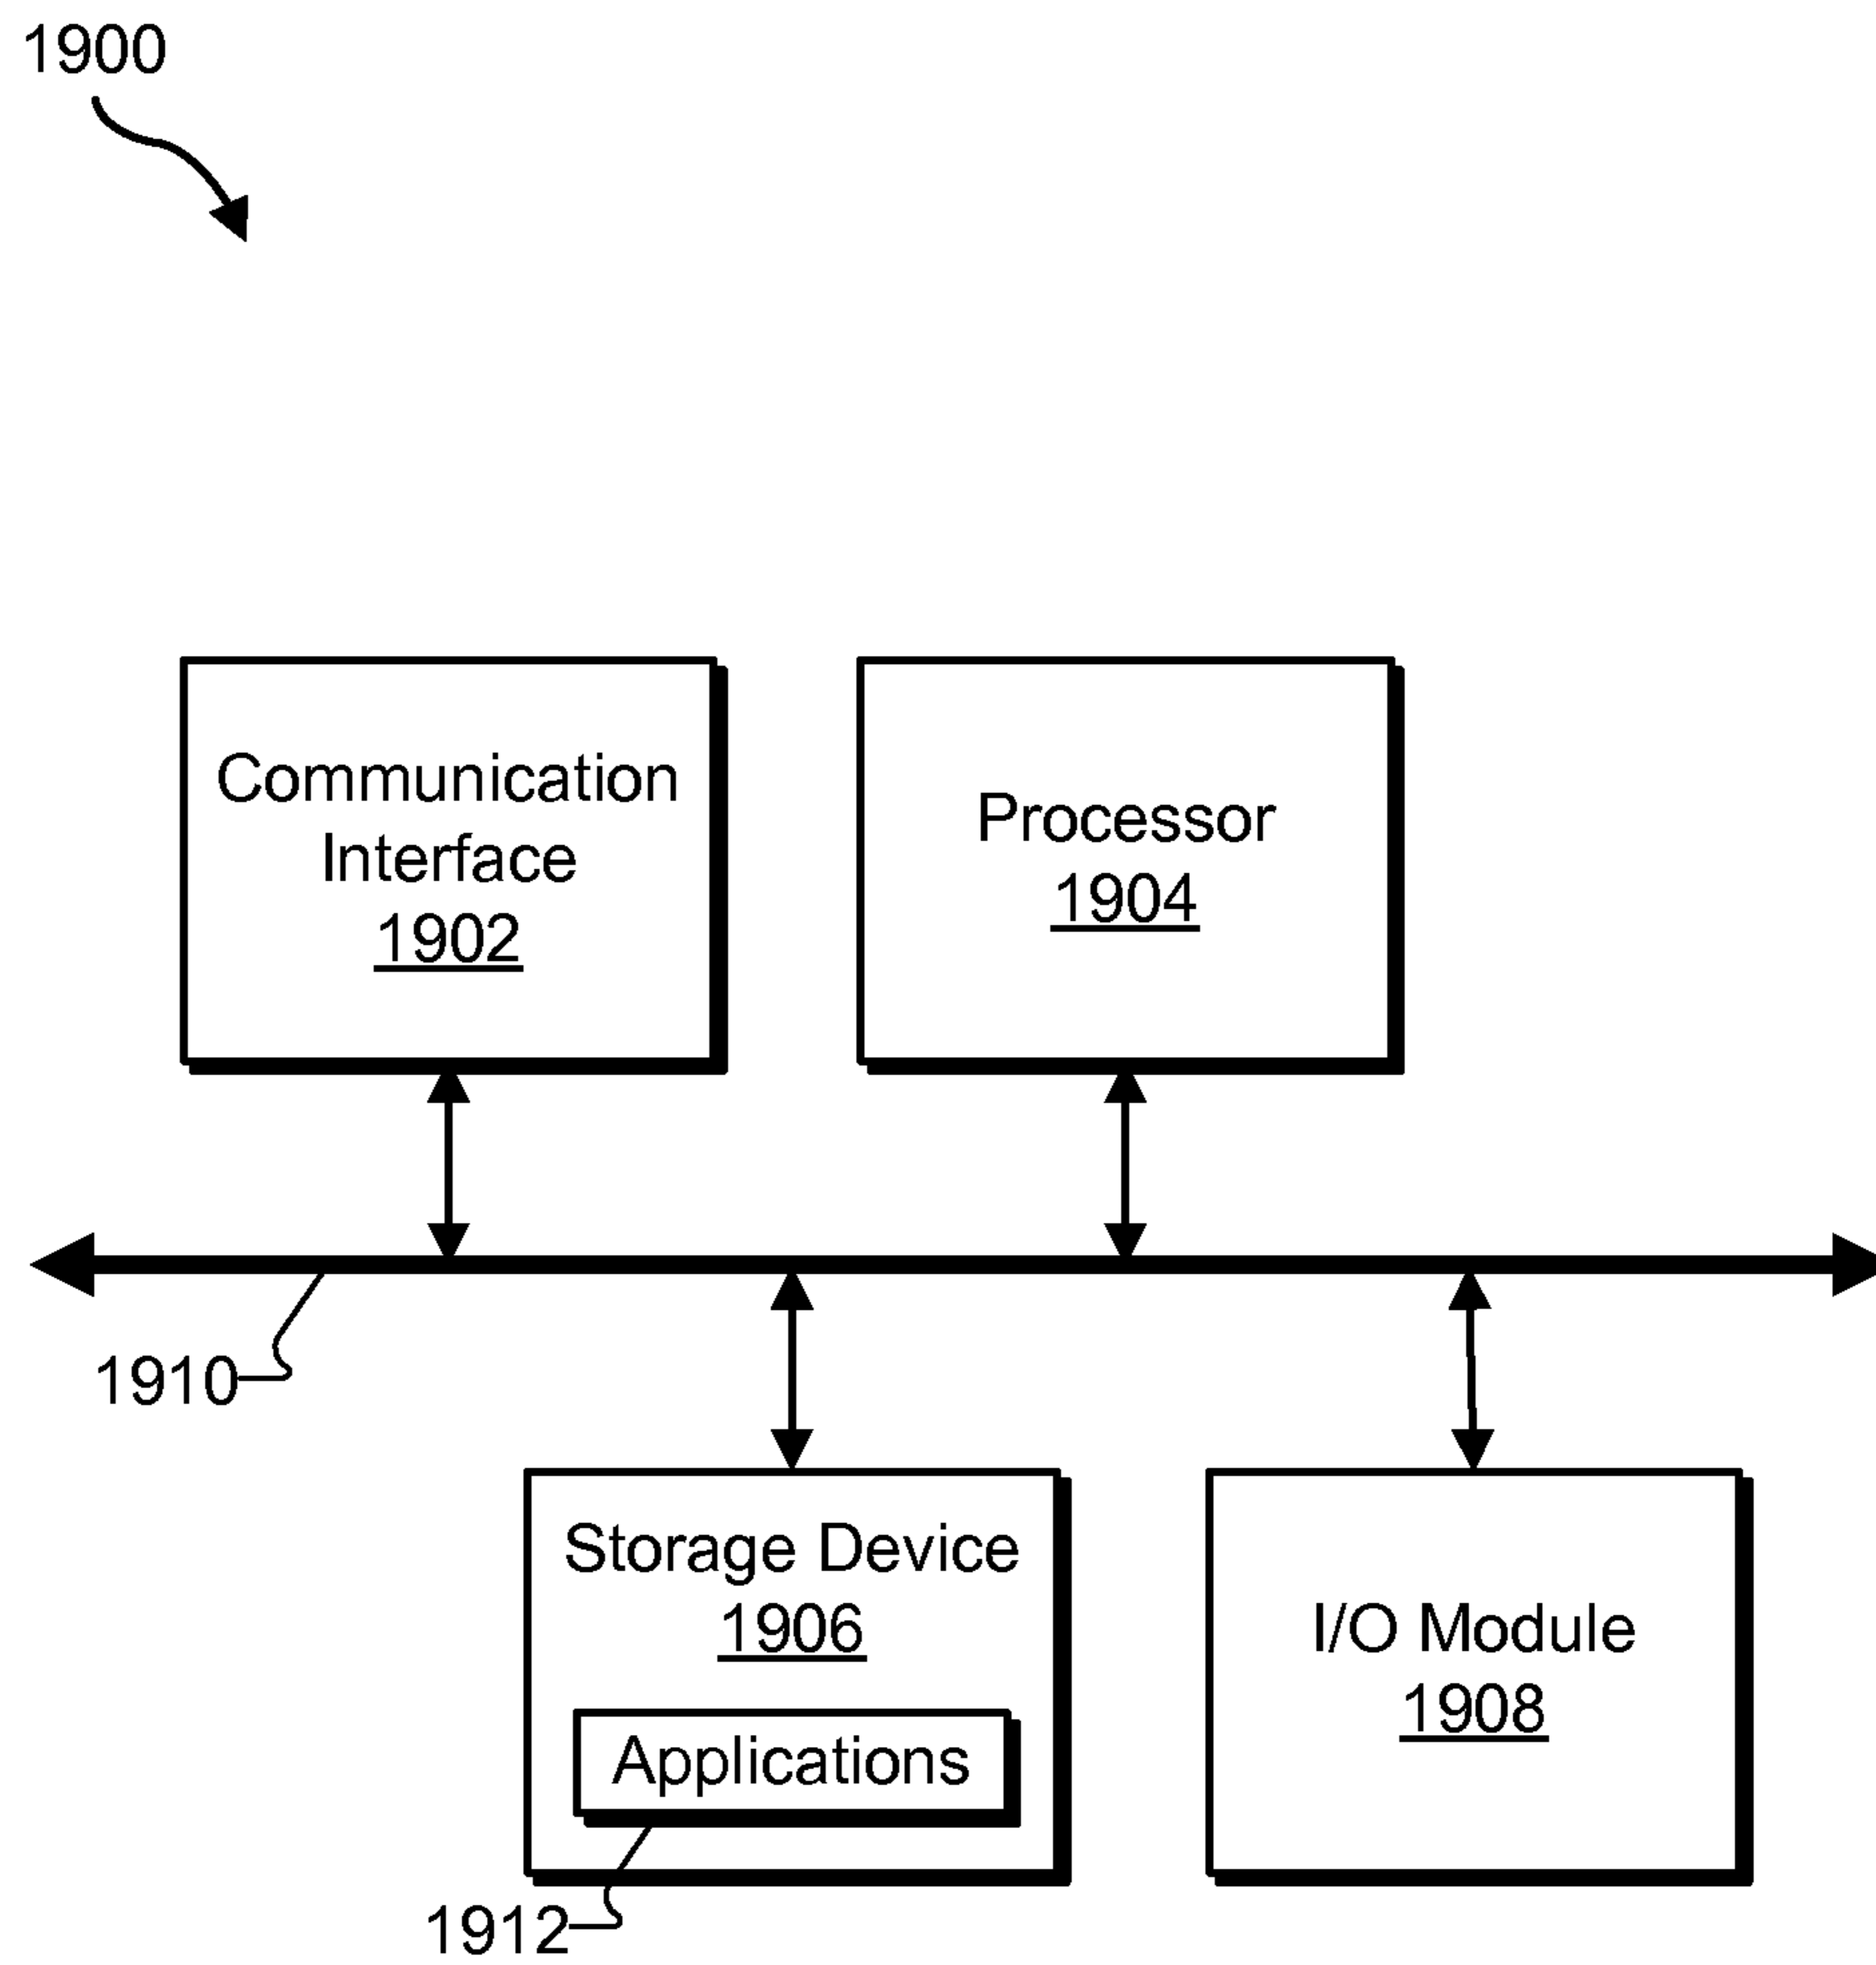 1900
Communication
Interface
1902
Processor
1904
1910
Storage Device
1906
Applications
1912
I/O Module
1908